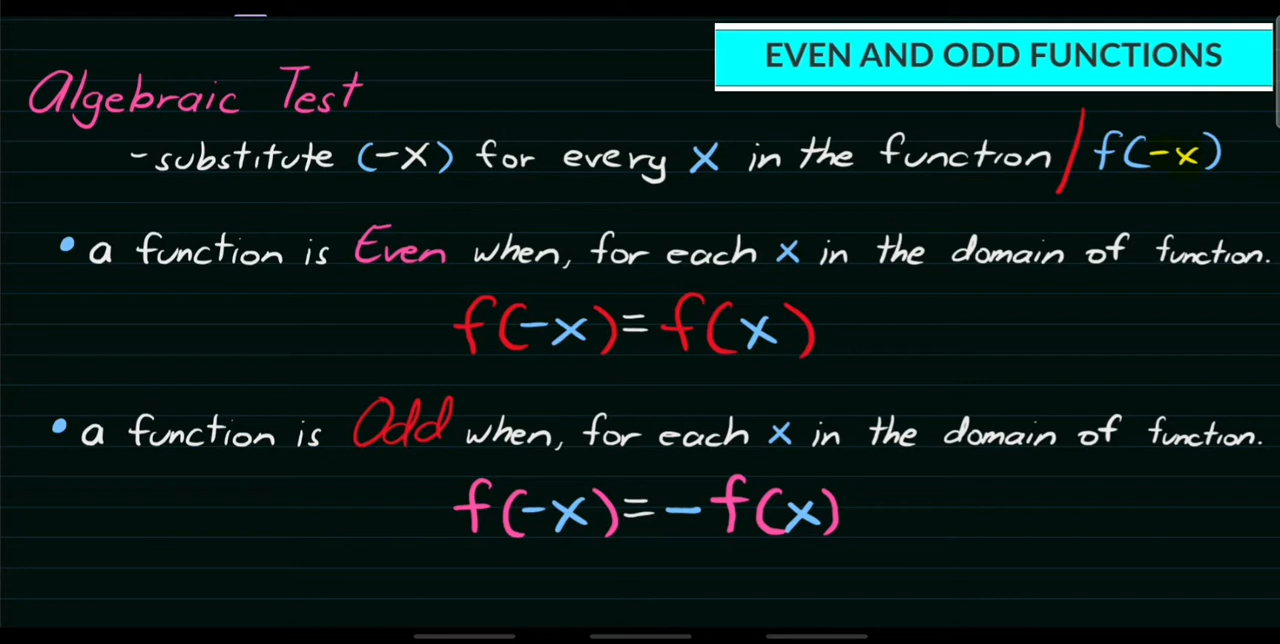 EVEN AND ODD FUNCTIONS
Algebraic Test
- substitute (-x) for every x in the function / f(-x)
• a function is Even when, for each x in the domain of function.
f(-x) = f(x)
• a function is Odd when, for each x in the domain of function.
f(-x) = - f(x)